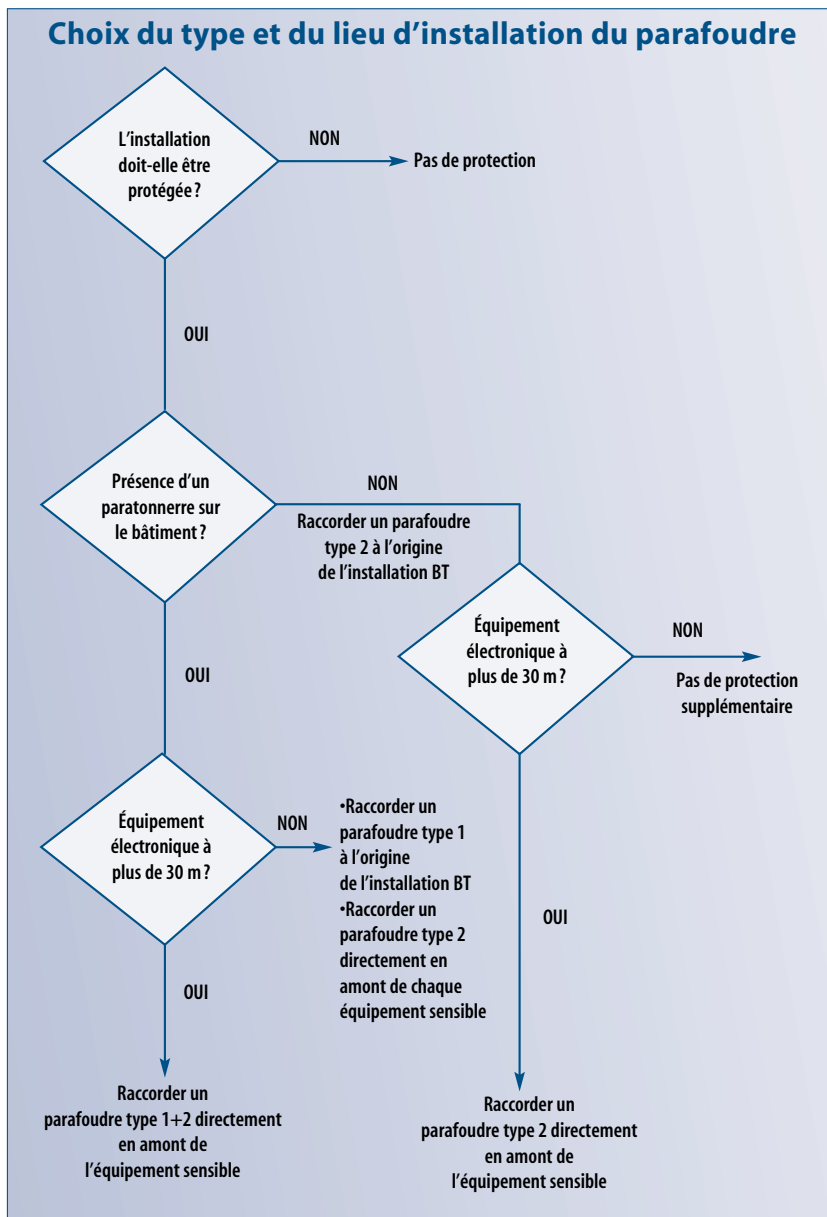 Choix du type et du lieu d’installation du parafoudre
L’installation
doit-elle être
protégée ?
NON
Pas de protection
OUI
Présence d’un
paratonnerre sur
le bâtiment ?
NON
Raccorder un parafoudre
type 2 à l’origine
de l’installation BT
Équipement
électronique à
plus de 30 m ?
NON
Pas de protection
supplémentaire
OUI
Équipement
électronique à
plus de 30 m ?
NON
•Raccorder un
parafoudre type 1
à l’origine
de l’installation BT
•Raccorder un
parafoudre type 2
directement en
amont de chaque
équipement sensible
OUI
OUI
Raccorder un
parafoudre type 1+2 directement
en amont de
l’équipement sensible
Raccorder un
parafoudre type 2 directement
en amont de
l’équipement sensible